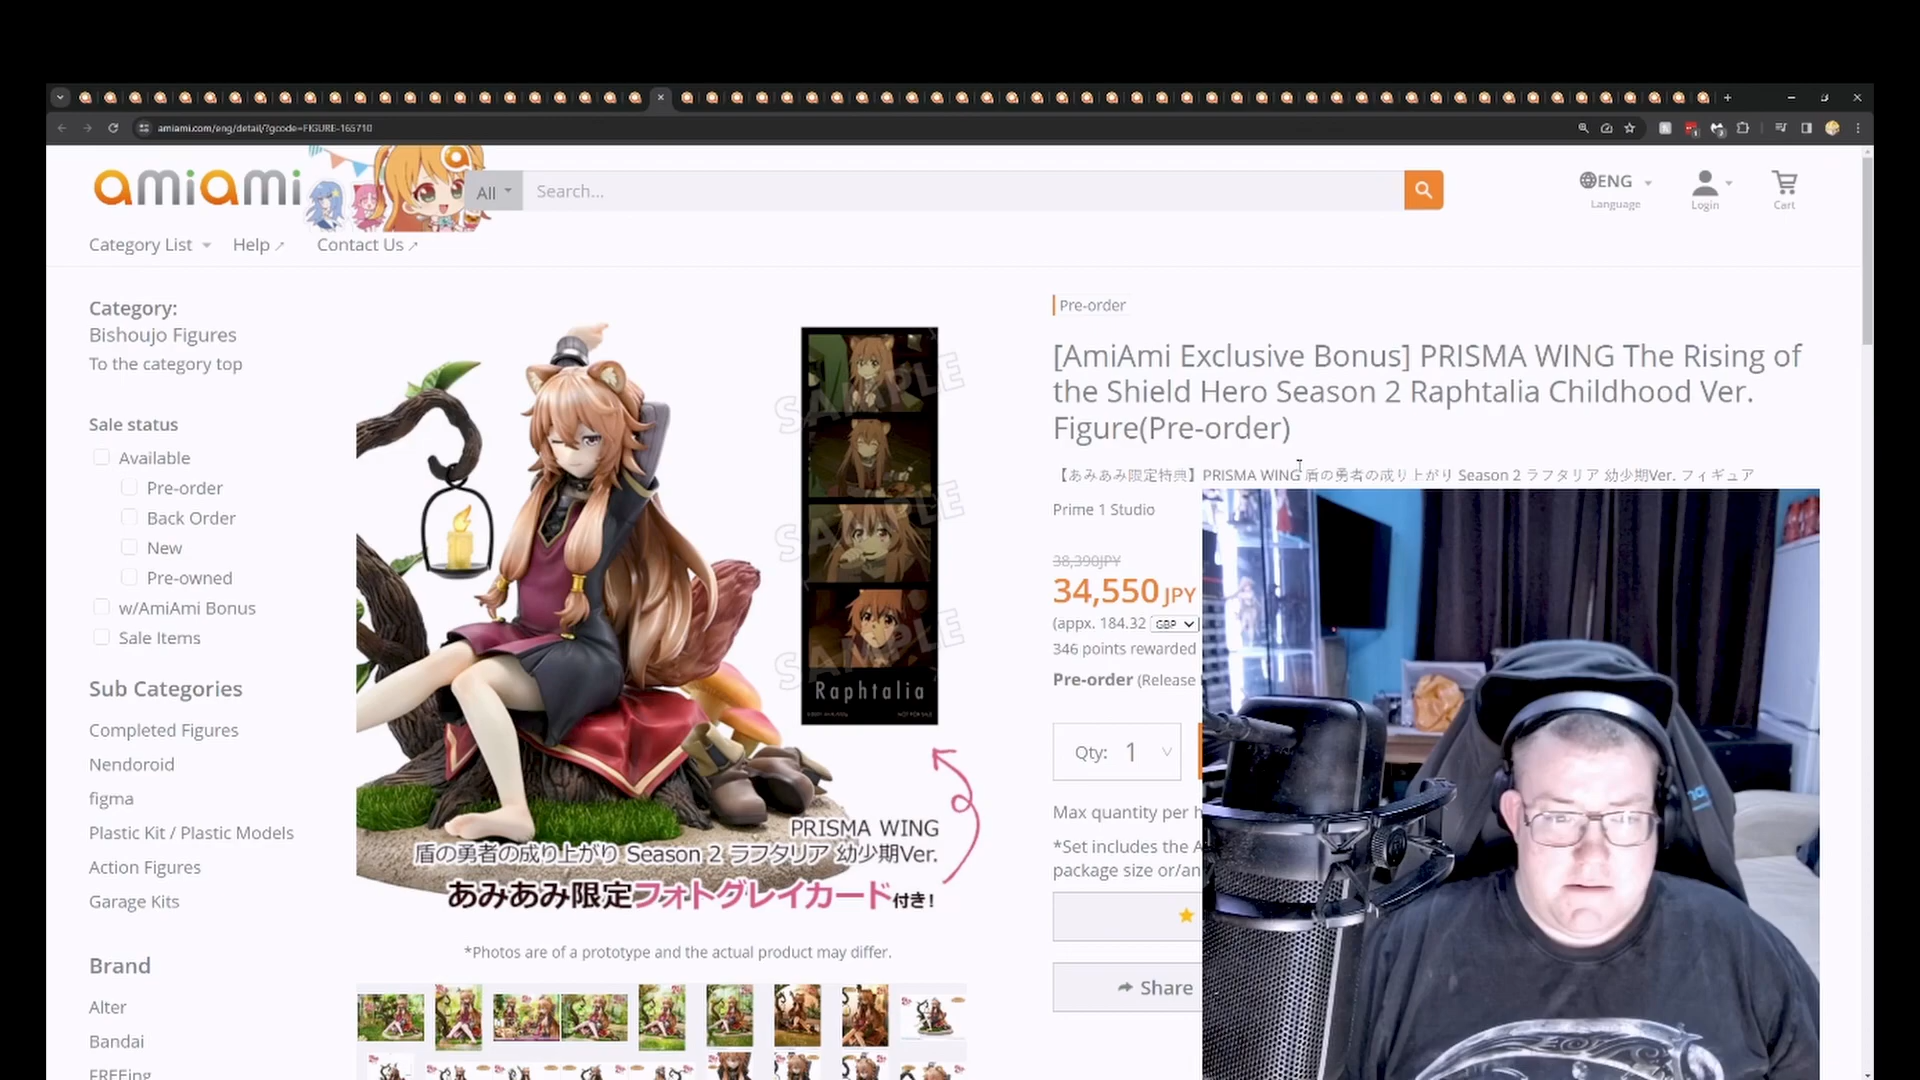 amiami.com/eng/detail/?gcode=FIGURE-165710
amiami
All
Search...
ENG
Language
Login
Cart
Category List
Help
Contact Us
Category:
Bishoujo Figures
To the category top
Sale status
Available
Pre-order
Back Order
New
Pre-owned
w/AmiAmi Bonus
Sale Items
Sub Categories
Completed Figures
Nendoroid
figma
Plastic Kit / Plastic Models
Action Figures
Garage Kits
Brand
Alter
Bandai
FREEing
SAMPLE
SAMPLE
SAMPLE
SAMPLE
SAMPLE
Raphtalia
PRISMA WING
盾の勇者の成り上がり Season 2 ラフタリア 幼少期Ver.
あみあみ限定フォトグレイカード付き!
*Photos are of a prototype and the actual product may differ.
Pre-order
[AmiAmi Exclusive Bonus] PRISMA WING The Rising of
the Shield Hero Season 2 Raphtalia Childhood Ver.
Figure(Pre-order)
【あみあみ限定特典】PRISMA WING 盾の勇者の成り上がり Season 2 ラフタリア 幼少期Ver. フィギュア
Prime 1 Studio
38,390JPY
34,550 JPY
(appx. 184.32 GBP
346 points rewarded
Pre-order (Release
Qty: 1
Max quantity per h
*Set includes the A
package size or/an
Share